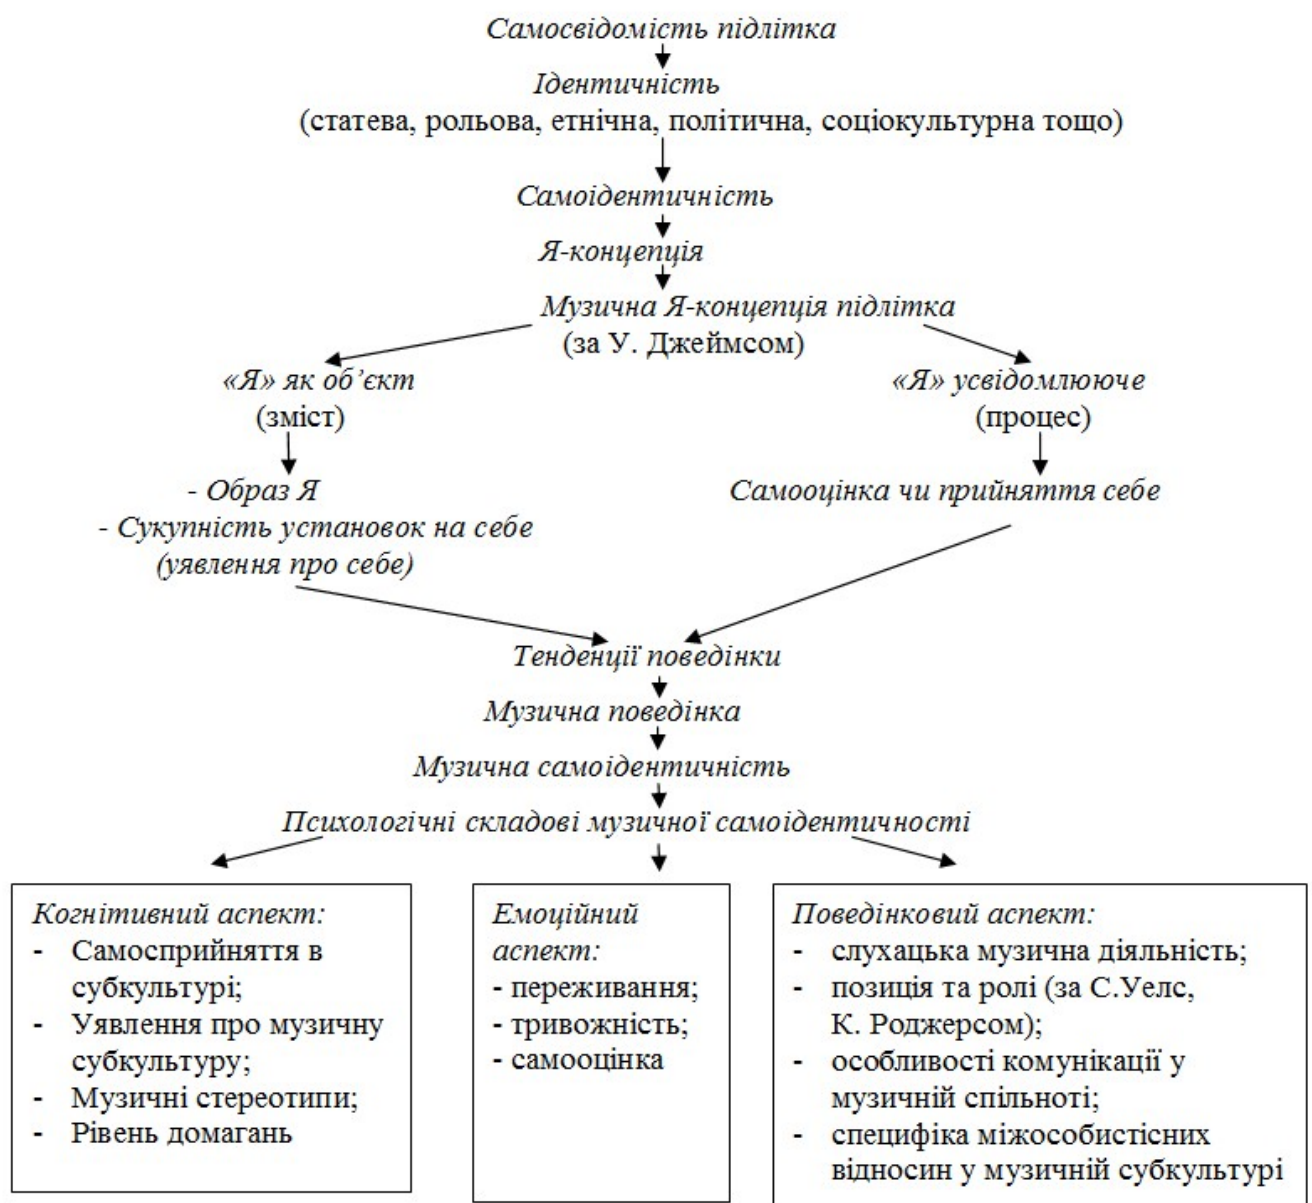 Самосвідомість підлітка
Ідентичність
(статева, рольова, етнічна, політична, соціокультурна тощо)
Самоідентичність
Я-концепція
Музична Я-концепція підлітка
(за У. Джеймсом)
«Я» як об’єкт
(зміст)
«Я» усвідомлююче
(процес)
- Образ Я
- Сукупність установок на себе
(уявлення про себе)
Самооцінка чи прийняття себе
Тенденції поведінки
Музична поведінка
Музична самоідентичність
Психологічні складові музичної самоідентичності
Когнітивний аспект:
- Самосприйняття в
субкультурі;
- Уявлення про музичну
субкультуру;
- Музичні стереотипи;
- Рівень домагань
Емоційний
аспект:
- переживання;
- тривожність;
- самооцінка
Поведінковий аспект:
- слухацька музична діяльність;
- позиція та ролі (за С.Уелс,
К. Роджерсом);
- особливості комунікації у
музичній спільноті;
- специфіка міжособистісних
відносин у музичній субкультурі